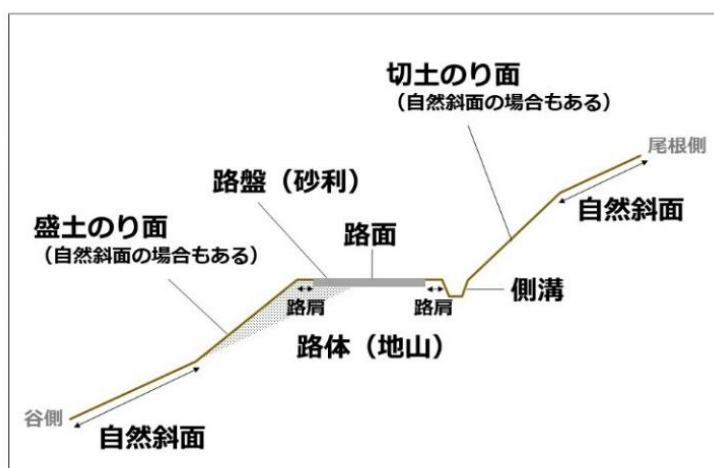 切土のり面
（自然斜面の場合もある）
尾根側
路盤（砂利）
自然斜面
盛土のり面
（自然斜面の場合もある）
路面
側溝
路肩
路肩
路体（地山）
谷側
自然斜面